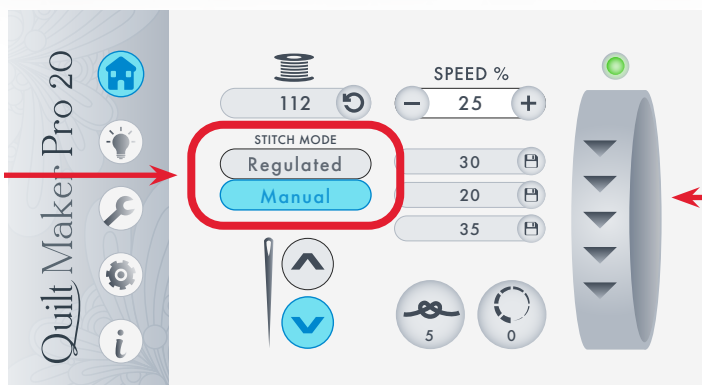 Quilt Maker Pro 20
112
SPEED %
25
STITCH MODE
Regulated
Manual
30
20
35
5
0
i